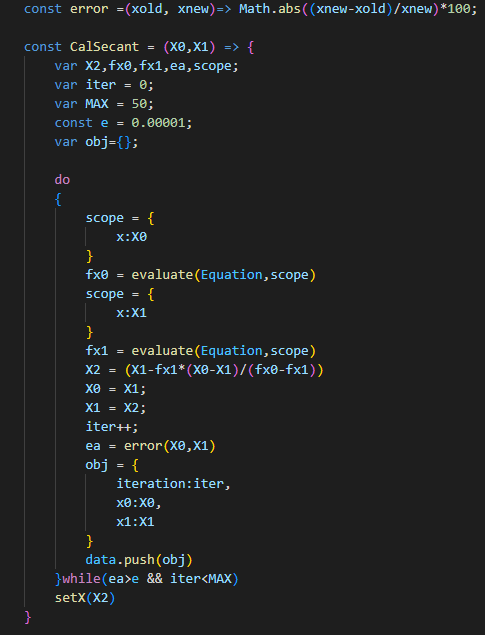 const error =(xold, xnew)=> Math.abs((xnew-xold)/xnew)*100;
const CalSecant = (X0,X1) => {
var X2,fx0,fx1,ea,scope;
var iter = 0;
var MAX = 50;
const e = 0.00001;
var obj={};
do
{
scope = {
x:X0
}
fx0 = evaluate(Equation,scope)
scope = {
x:X1
}
fx1 = evaluate(Equation,scope)
X2 = (X1-fx1*(X0-X1)/(fx0-fx1))
X0 = X1;
X1 = X2;
iter++;
ea = error(X0,X1)
obj = {
iteration:iter,
x0:X0,
x1:X1
}
data.push(obj)
}while(ea>e && iter<MAX)
setX(X2)
}